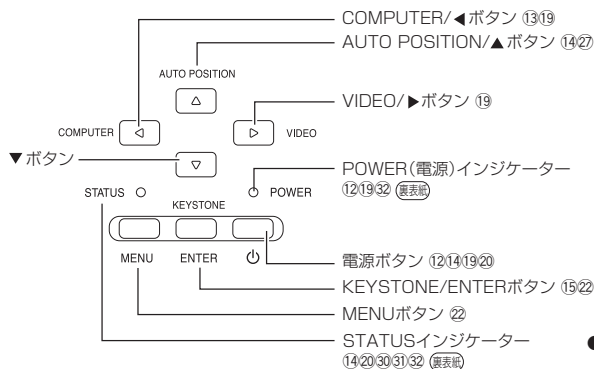 COMPUTER/◀ボタン ⑬⑲
AUTO POSITION/▲ボタン ⑭㉗
AUTO POSITION
VIDEO/▶ボタン ⑲
COMPUTER
VIDEO
▼ボタン
POWER(電源)インジケーター
⑫⑲㉜ 裏表紙
STATUS
POWER
KEYSTONE
MENU
ENTER
電源ボタン ⑫⑭⑲⑳
KEYSTONE/ENTERボタン ⑮㉒
MENUボタン ㉒
STATUSインジケーター
⑭⑳㉚㉛㉜ 裏表紙